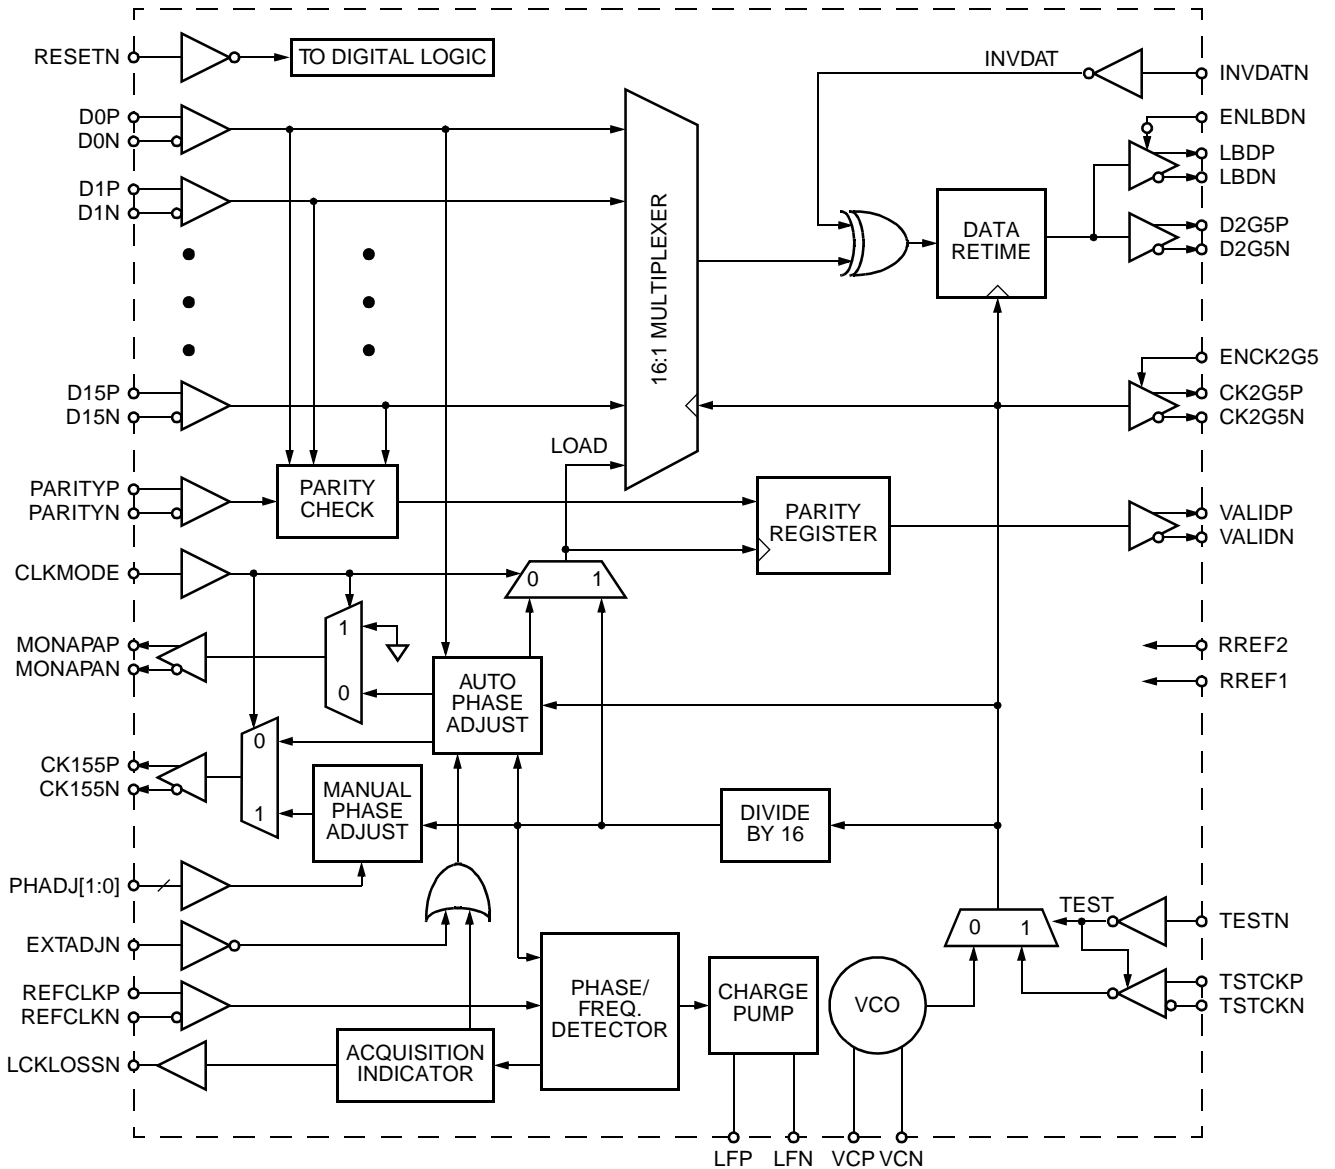 RESETN
TO DIGITAL LOGIC
INVDAT
INVDATN
D0P
D0N
ENLBDN
LBDP
LBDN
D1P
D1N
16:1 MULTIPLEXER
DATA
RETIME
D2G5P
D2G5N
ENCK2G5
D15P
D15N
CK2G5P
CK2G5N
LOAD
PARITYP
PARITYN
PARITY
CHECK
PARITY
REGISTER
VALIDP
VALIDN
CLKMODE
0 1
MONAPAP
MONAPAN
1
0
AUTO
PHASE
ADJUST
RREF2
RREF1
CK155P
CK155N
0
1
MANUAL
PHASE
ADJUST
DIVIDE
BY 16
PHADJ[1:0]
EXTADJN
0 1
TEST
TESTN
REFCLKP
REFCLKN
PHASE/
FREQ.
DETECTOR
CHARGE
PUMP
VCO
TSTCKP
TSTCKN
LCKLOSSN
ACQUISITION
INDICATOR
LFP
LFN
VCP
VCN